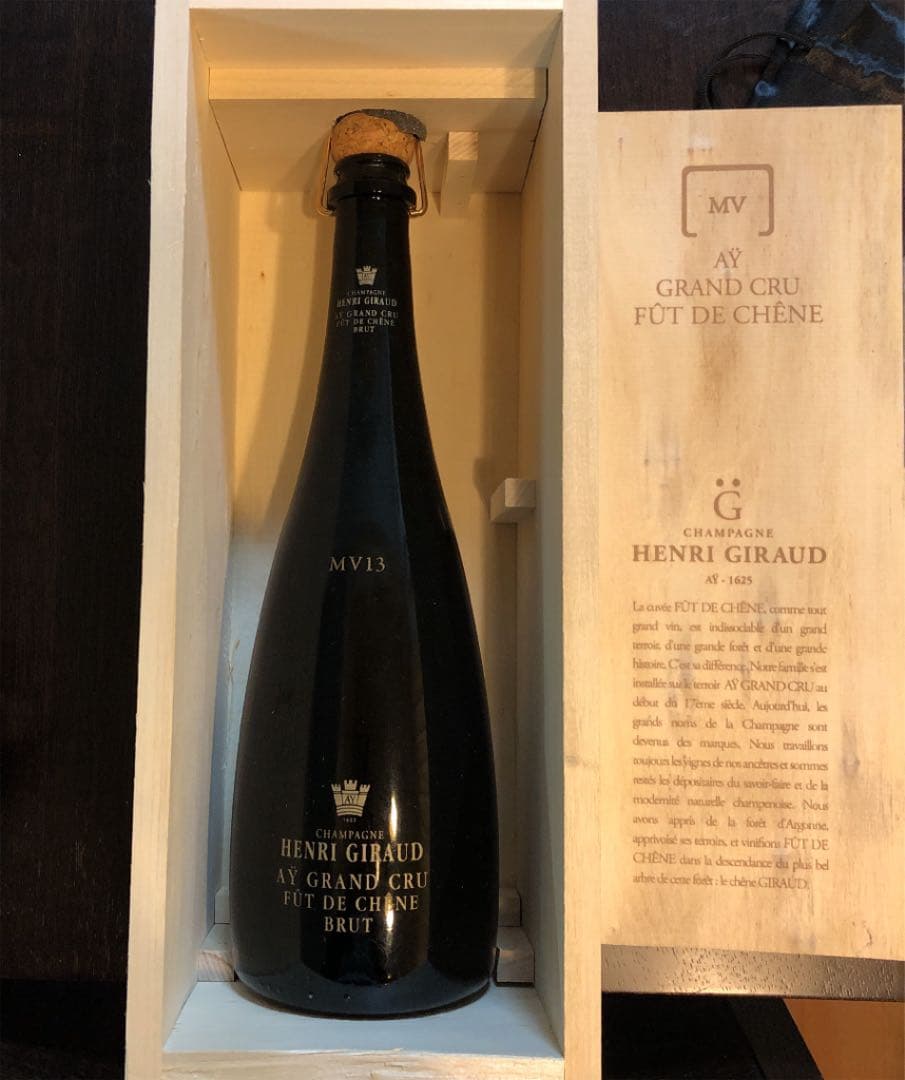 CHAMPAGNE
HENRI GIRAUD
AŸ GRAND CRU
FÛT DE CHÊNE
BRUT
MV13
AŸ
1625
CHAMPAGNE
HENRI GIRAUD
AŸ GRAND CRU
FÛT DE CHÊNE
BRUT
MV
AŸ
GRAND CRU
FÛT DE CHÊNE
G̈
CHAMPAGNE
HENRI GIRAUD
AŸ - 1625
La cuvée FÛT DE CHÊNE, comme tout
grand vin, est indissociable d'un grand
terroir, d'une grande forêt et d'une grande
histoire. C'est sa différence. Notre famille s'est
installée sur le terroir AŸ GRAND CRU au
début du 17ème siècle. Aujourd'hui, les
grands noms de la Champagne sont
devenus des marques. Nous travaillons
toujours les vignes de nos ancêtres et sommes
restés les dépositaires du savoir-faire et de la
modernité naturelle champenoise. Nous
avons appris de la forêt d'Argonne,
apprivoisé ses terroirs, et vinifions FÛT DE
CHÊNE dans la descendance du plus bel
arbre de cette forêt : le chêne GIRAUD.